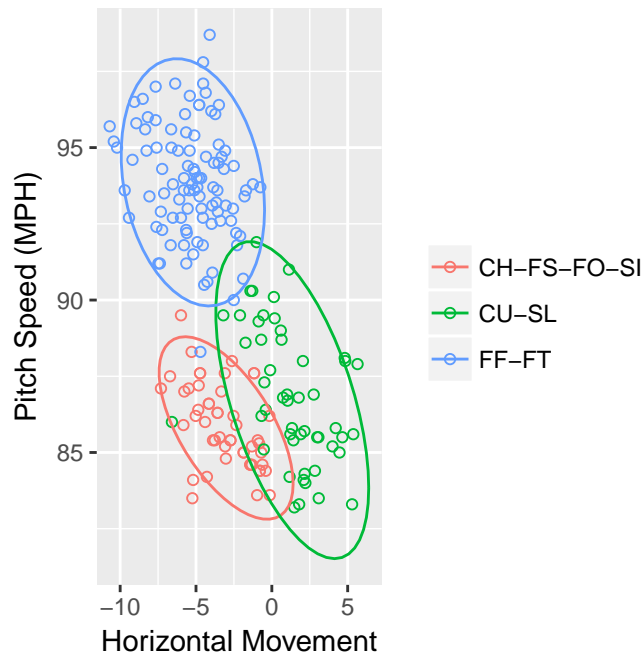 95
90
85
−10
−5
0
5
Horizontal Movement
Pitch Speed (MPH)
CH−FS−FO−SI
CU−SL
FF−FT